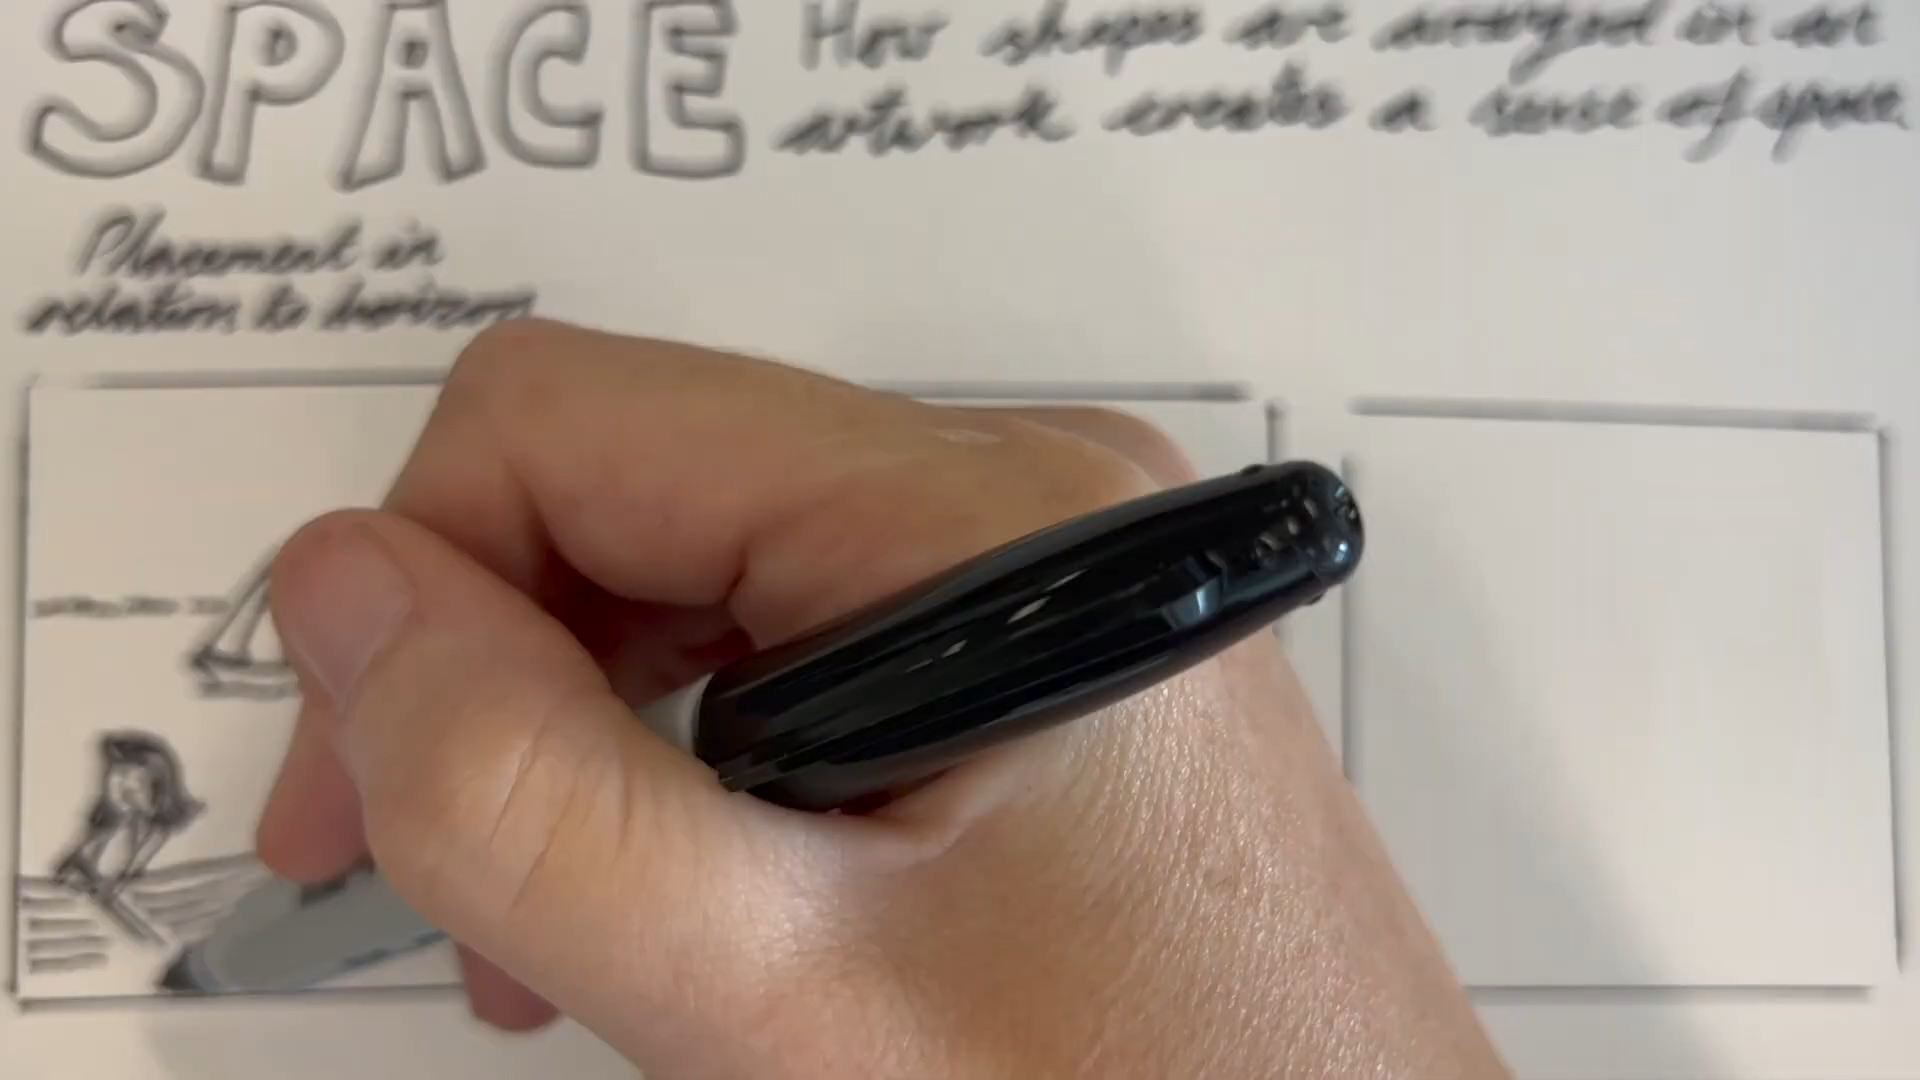 SPACE
How shapes are arranged in an
artwork creates a sense of space
Placement in
relation to horizon